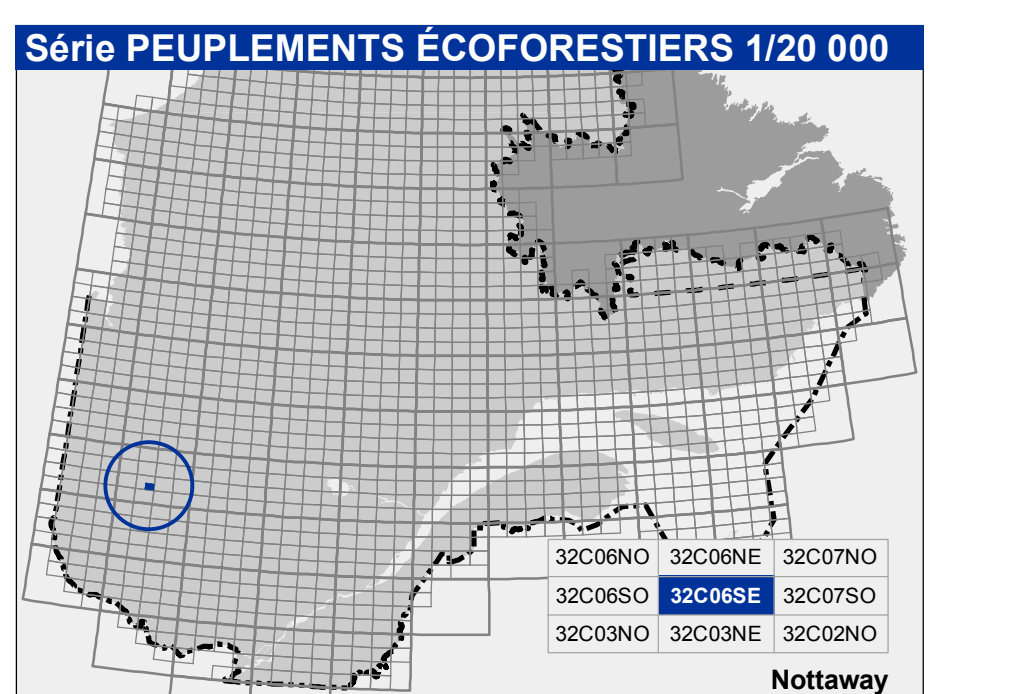 Série PEUPLEMENTS ÉCOFORESTIERS 1/20 000
32C06NO 32C06NE 32C07NO
32C06SO 32C06SE 32C07SO
32C03NO 32C03NE 32C02NO
Nottaway